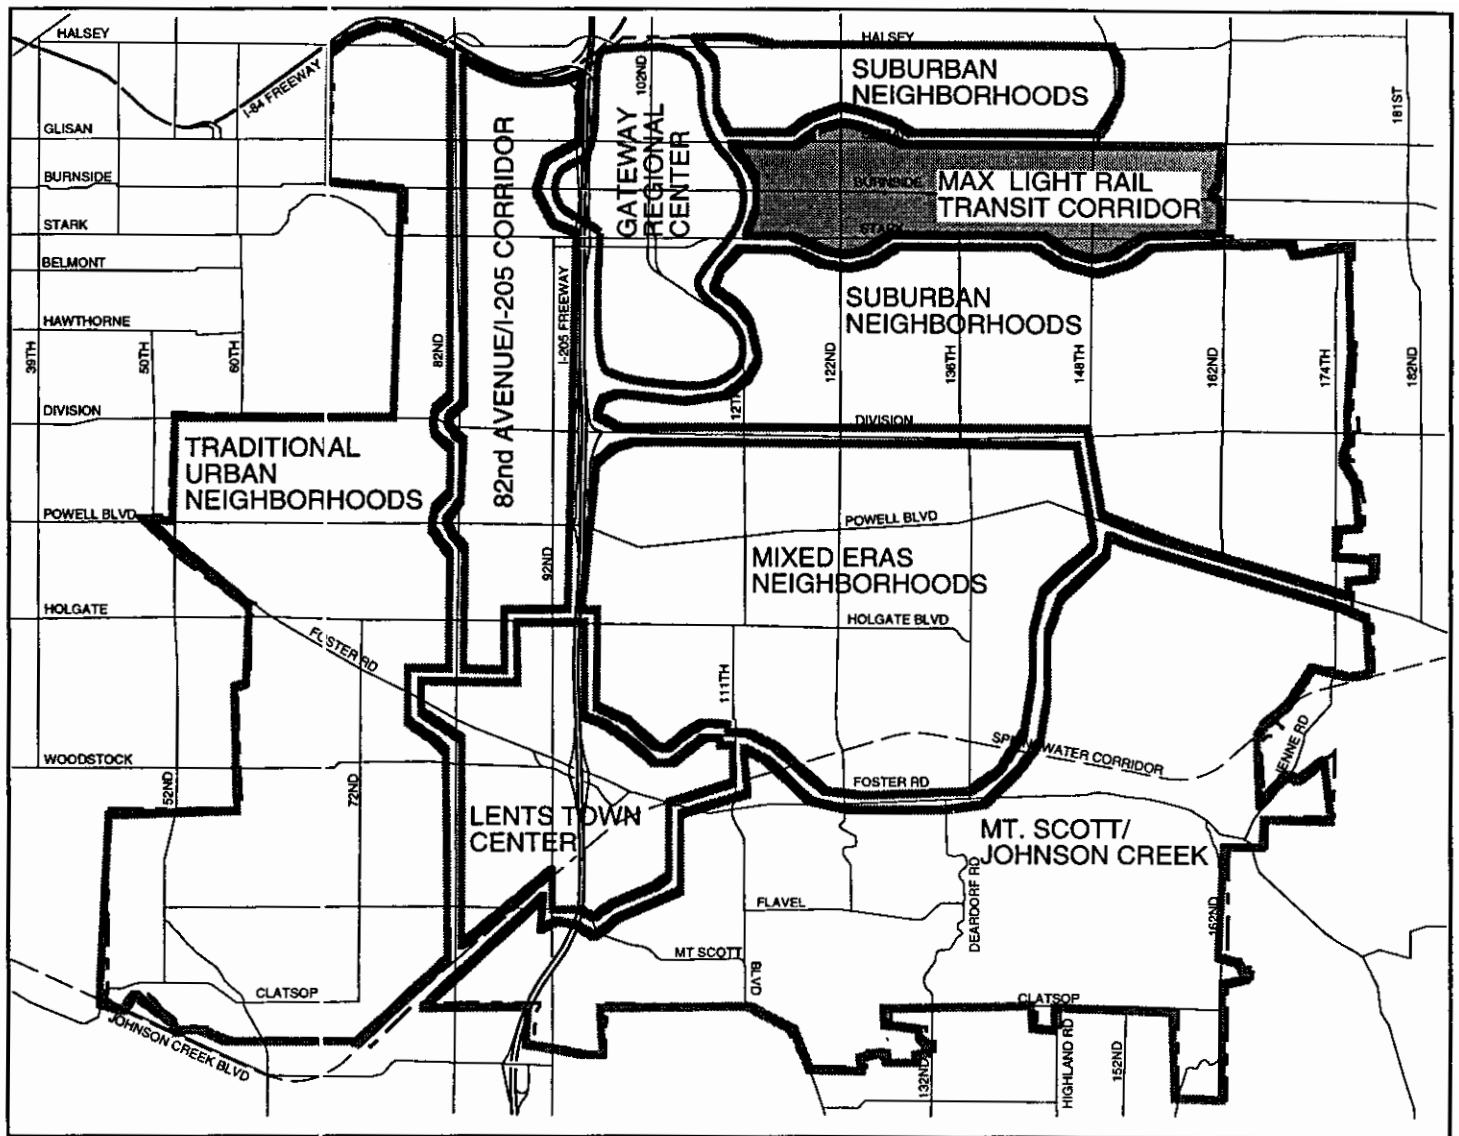 HALSEY
HALSEY
I-84 FREEWAY
102ND
181ST
SUBURBAN
NEIGHBORHOODS
GLISAN
82nd AVENUE/I-205 CORRIDOR
GATEWAY
REGIONAL
CENTER
BURNSIDE
BURNSIDE
MAX LIGHT RAIL
TRANSIT CORRIDOR
STARK
STARK
BELMONT
I-205 FREEWAY
SUBURBAN
NEIGHBORHOODS
HAWTHORNE
39TH
50TH
60TH
82ND
122ND
136TH
148TH
162ND
174TH
182ND
DIVISION
DIVISION
TRADITIONAL
URBAN
NEIGHBORHOODS
POWELL BLVD
POWELL BLVD
92ND
MIXED ERAS
NEIGHBORHOODS
HOLGATE
HOLGATE BLVD
FOSTER RD
111TH
JENNE RD
WOODSTOCK
CORRIDOR
52ND
72ND
FOSTER RD
LENTS TOWN
CENTER
MT. SCOTT/
JOHNSON CREEK
DEARDORF RD
FLAVEL
162ND
MT SCOTT
BLVD
CLATSOP
CLATSOP
JOHNSON CREEK BLVD
132ND
HIGHLAND RD
152ND